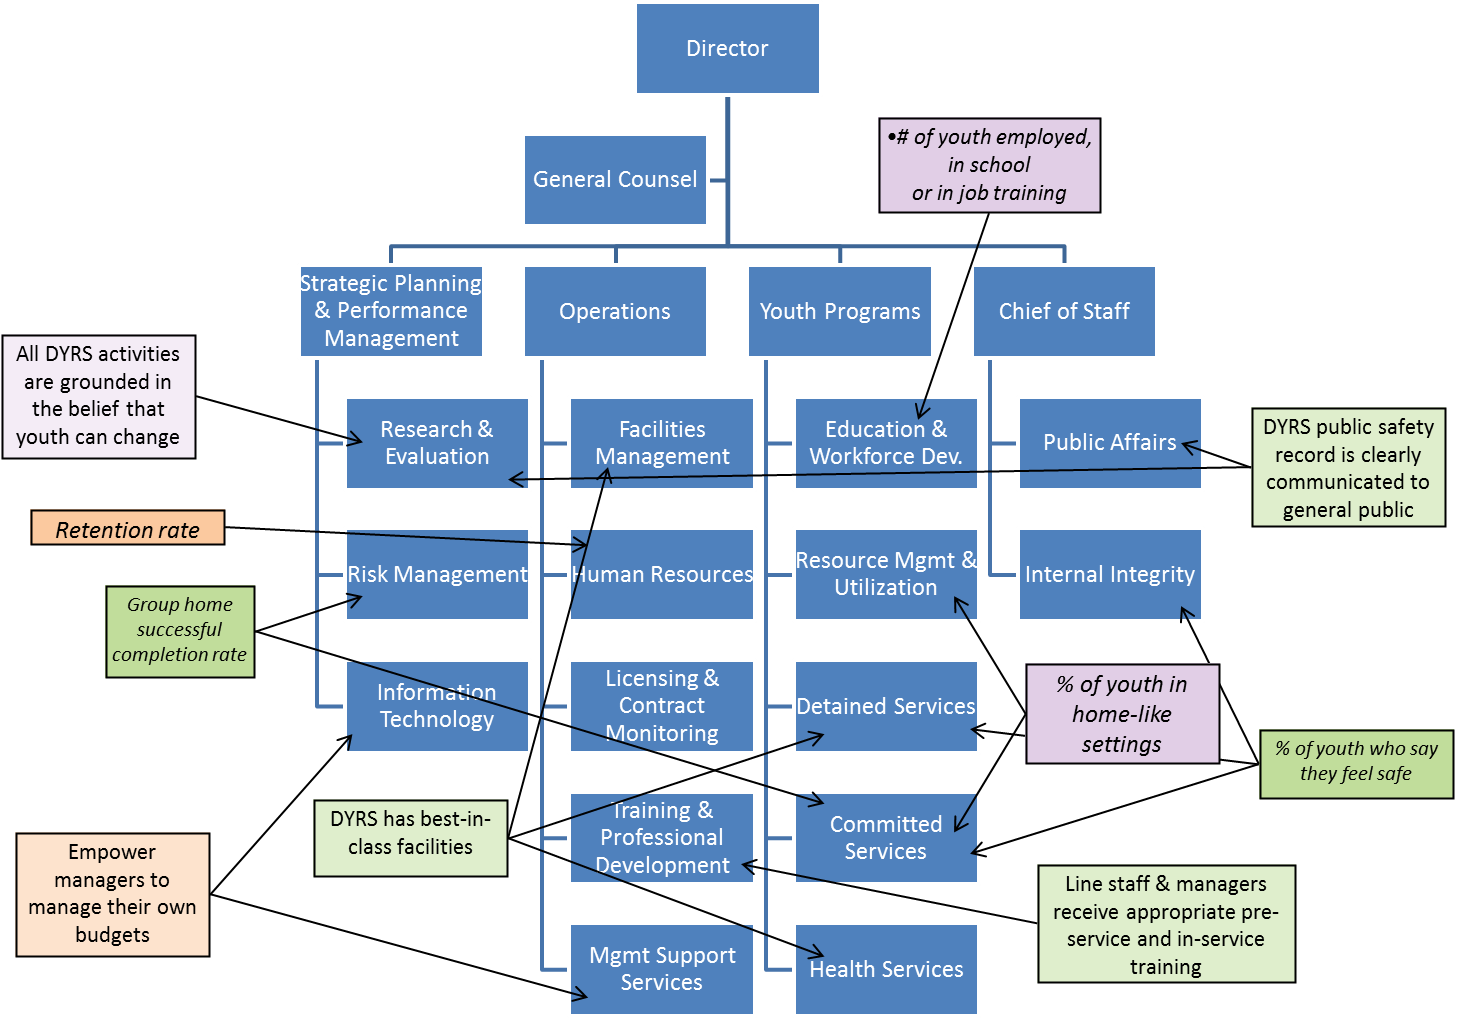 Director
General Counsel
•# of youth employed,
in school
or in job training
Strategic Planning
& Performance
Management
Operations
Youth Programs
Chief of Staff
All DYRS activities
are grounded in
the belief that
youth can change
Research &
Evaluation
Facilities
Management
Education &
Workforce Dev.
Public Affairs
DYRS public safety
record is clearly
communicated to
general public
Retention rate
Risk Management
Human Resources
Resource Mgmt &
Utilization
Internal Integrity
Group home
successful
completion rate
Information
Technology
Licensing &
Contract
Monitoring
Detained Services
% of youth in
home-like
settings
% of youth who say
they feel safe
DYRS has best-in-
class facilities
Training &
Professional
Development
Committed
Services
Empower
managers to
manage their own
budgets
Line staff & managers
receive appropriate pre-
service and in-service
training
Mgmt Support
Services
Health Services